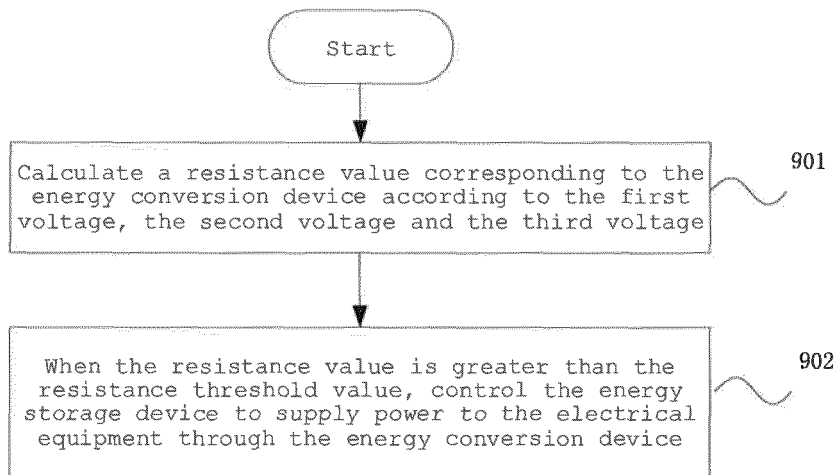 Start
Calculate a resistance value corresponding to the
energy conversion device according to the first
voltage, the second voltage and the third voltage
901
When the resistance value is greater than the
resistance threshold value, control the energy
storage device to supply power to the electrical
equipment through the energy conversion device
902